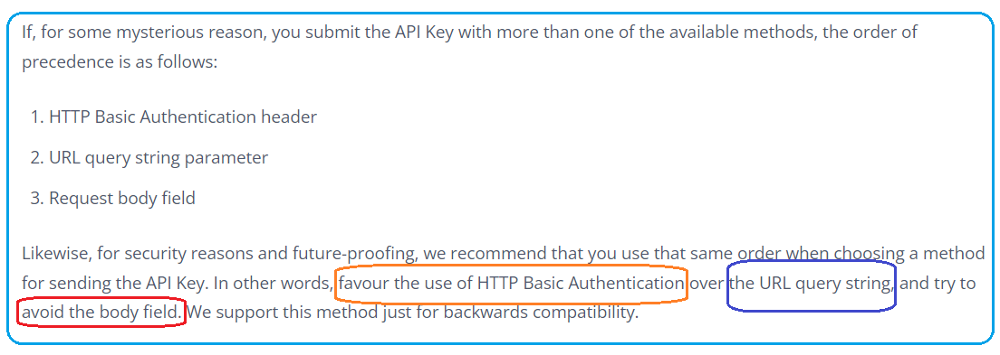 If, for some mysterious reason, you submit the API Key with more than one of the available methods, the order of
precedence is as follows:
1. HTTP Basic Authentication header
2. URL query string parameter
3. Request body field
Likewise, for security reasons and future-proofing, we recommend that you use that same order when choosing a method
for sending the API Key. In other words, favour the use of HTTP Basic Authentication over the URL query string, and try to
avoid the body field. We support this method just for backwards compatibility.